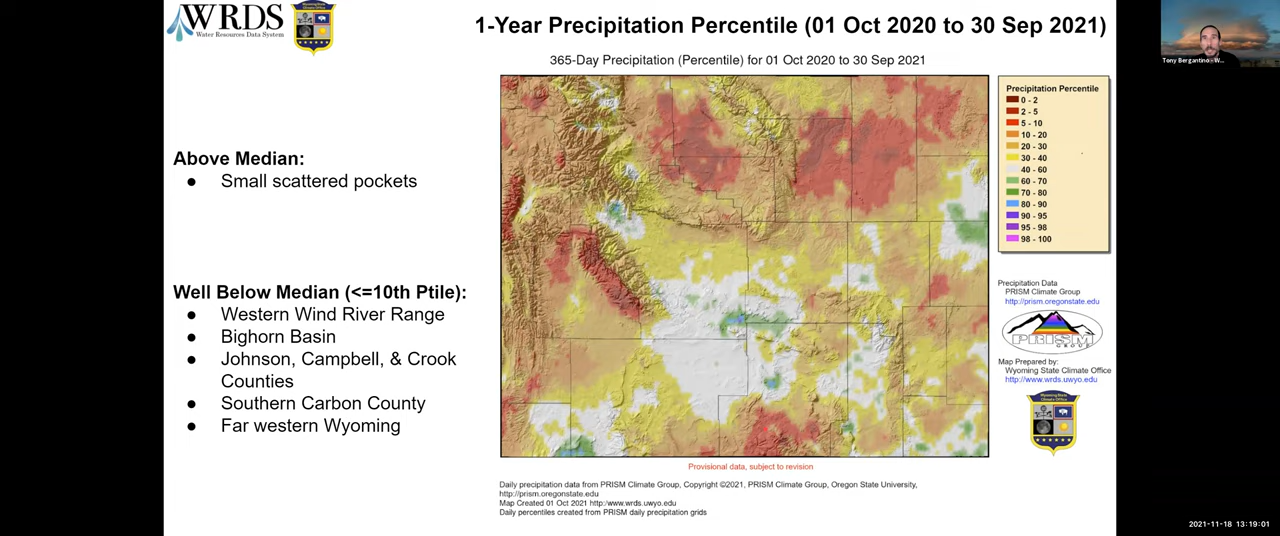 WRDS
Water Resources Data System
1-Year Precipitation Percentile (01 Oct 2020 to 30 Sep 2021)
365-Day Precipitation (Percentile) for 01 Oct 2020 to 30 Sep 2021
Tony Bergantino - W...
Above Median:
● Small scattered pockets
Well Below Median (<=10th Ptile):
● Western Wind River Range
● Bighorn Basin
● Johnson, Campbell, & Crook
Counties
● Southern Carbon County
● Far western Wyoming
Precipitation Percentile
0 - 2
2 - 5
5 - 10
10 - 20
20 - 30
30 - 40
40 - 60
60 - 70
70 - 80
80 - 90
90 - 95
95 - 98
98 - 100
Precipitation Data
PRISM Climate Group
http://prism.oregonstate.edu
PRISM
GROUP
Map Prepared by:
Wyoming State Climate Office
http://www.wrds.uwyo.edu
Provisional data, subject to revision
Daily precipitation data from PRISM Climate Group, Copyright ©2021, PRISM Climate Group, Oregon State University,
http://prism.oregonstate.edu
Map Created 01 Oct 2021 http:/www.wrds.uwyo.edu
Daily percentiles created from PRISM daily precipitation grids
2021-11-18 13:19:01